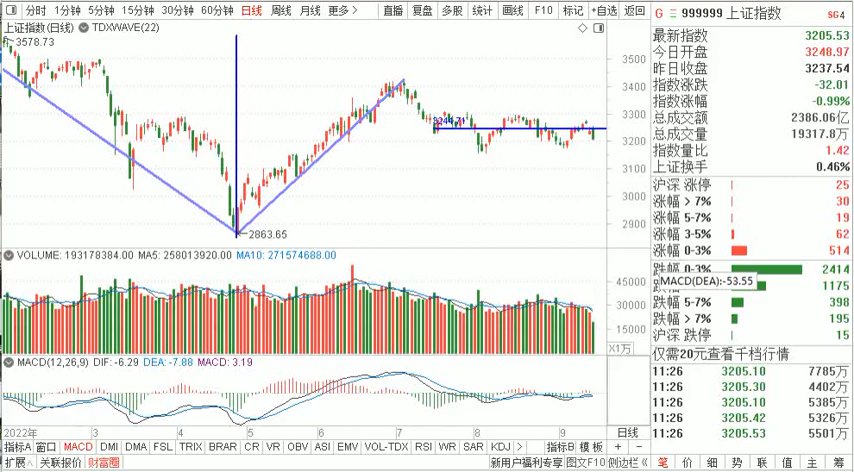 分时 1分钟 5分钟 15分钟 30分钟 60分钟 日线 周线 月线 更多 > 直播 复盘 多股 统计 画线 F10 标记 +自选 返回
G 999999 上证指数 SG4
上证指数(日线) TDXWAVE(22)
3578.73
3500
3400
3300
3200
3100
3000
2900
3244.71
2863.65
最新指数 3205.53
今日开盘 3248.97
昨日收盘 3237.54
指数涨跌 -32.01
指数涨幅 -0.99%
总成交额 2386.06亿
总成交量 19317.8万
指数量比 1.42
上证换手 0.46%
沪深 涨停 25
涨幅 > 7% 30
涨幅 5-7% 19
涨幅 3-5% 62
涨幅 0-3% 514
跌幅 0-3% 2414
MACD(DEA):-53.55 1175
跌幅 5-7% 398
跌幅 > 7% 195
沪深 跌停 15
仅需20元查看千档行情
11:26 3205.10 7785万
11:26 3205.30 4402万
11:26 3205.10 5385万
11:26 3205.42 5326万
11:26 3205.53 5501万
VOLUME: 193178384.00 MA5: 258013920.00 MA10: 271574688.00
45000
30000
15000
X1万
MACD(12,26,9) DIF: -6.29 DEA: -7.88 MACD: 3.19
100.00
0.00
2022年 3 4 5 6 7 8 9 日线
指标A 窗口 MACD DMI DMA FSL TRIX BRAR CR VR OBV ASI EMV VOL-TDX RSI WR SAR KDJ > 指标B 模板 + -
扩展∧ 关联报价 财富圈 新用户福利专享 图文F10 侧边栏《 笔 价 细 势 联 值 主 筹